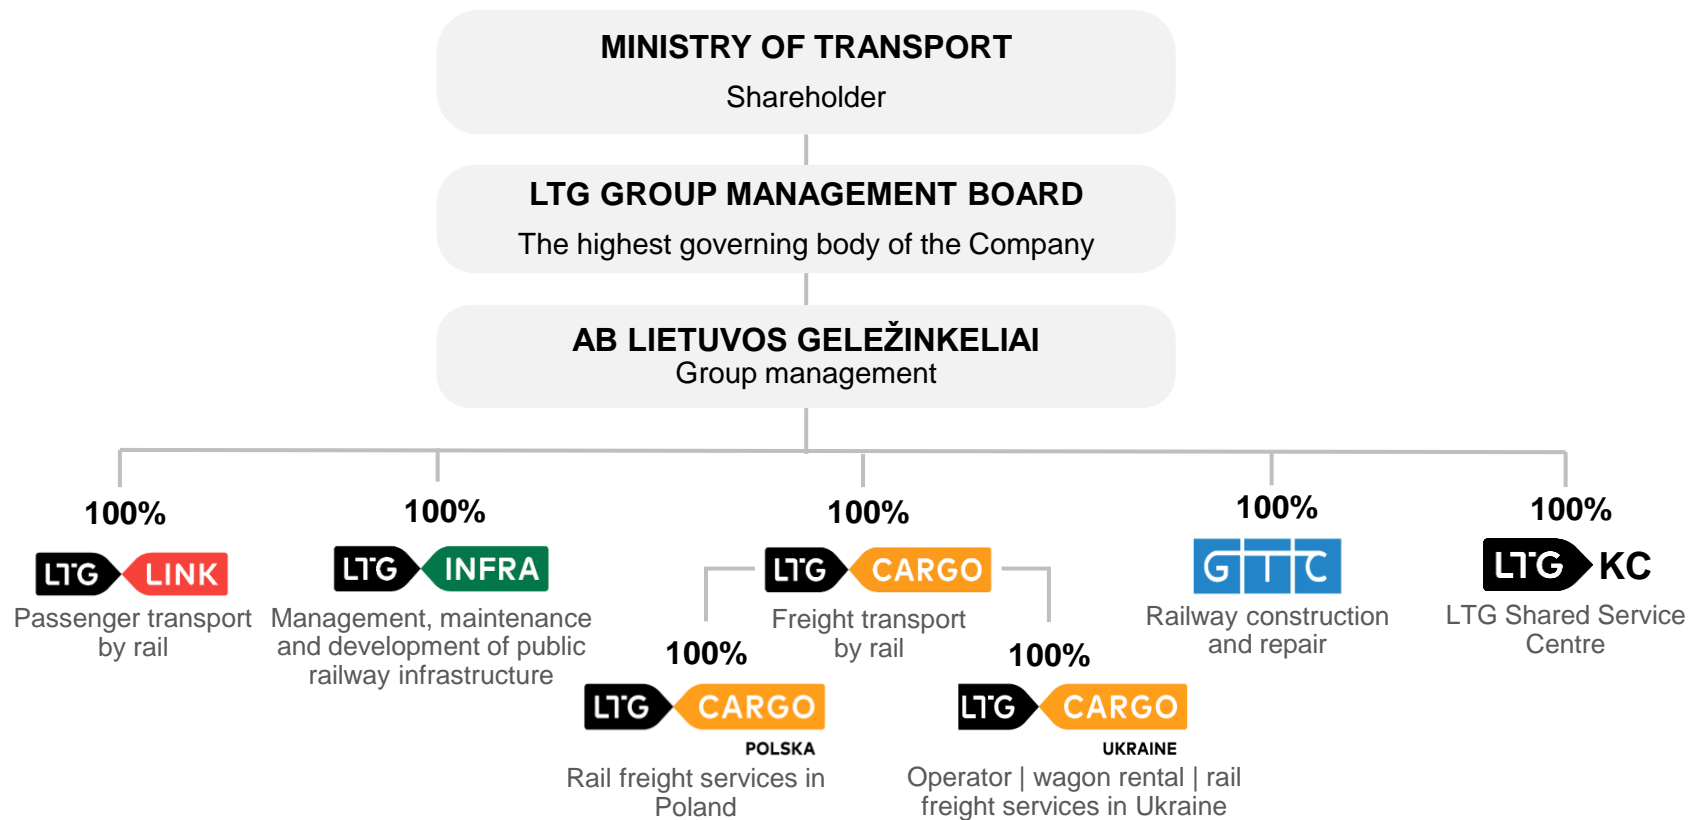 MINISTRY OF TRANSPORT
Shareholder
LTG GROUP MANAGEMENT BOARD
The highest governing body of the Company
AB LIETUVOS GELEŽINKELIAI
Group management
100%
LTG LINK
Passenger transport
by rail
100%
LTG INFRA
Management, maintenance
and development of public
railway infrastructure
100%
LTG CARGO
Freight transport
by rail
100%
LTG CARGO
POLSKA
Rail freight services in
Poland
100%
LTG CARGO
UKRAINE
Operator | wagon rental | rail
freight services in Ukraine
100%
GTC
Railway construction
and repair
100%
LTG KC
LTG Shared Service
Centre